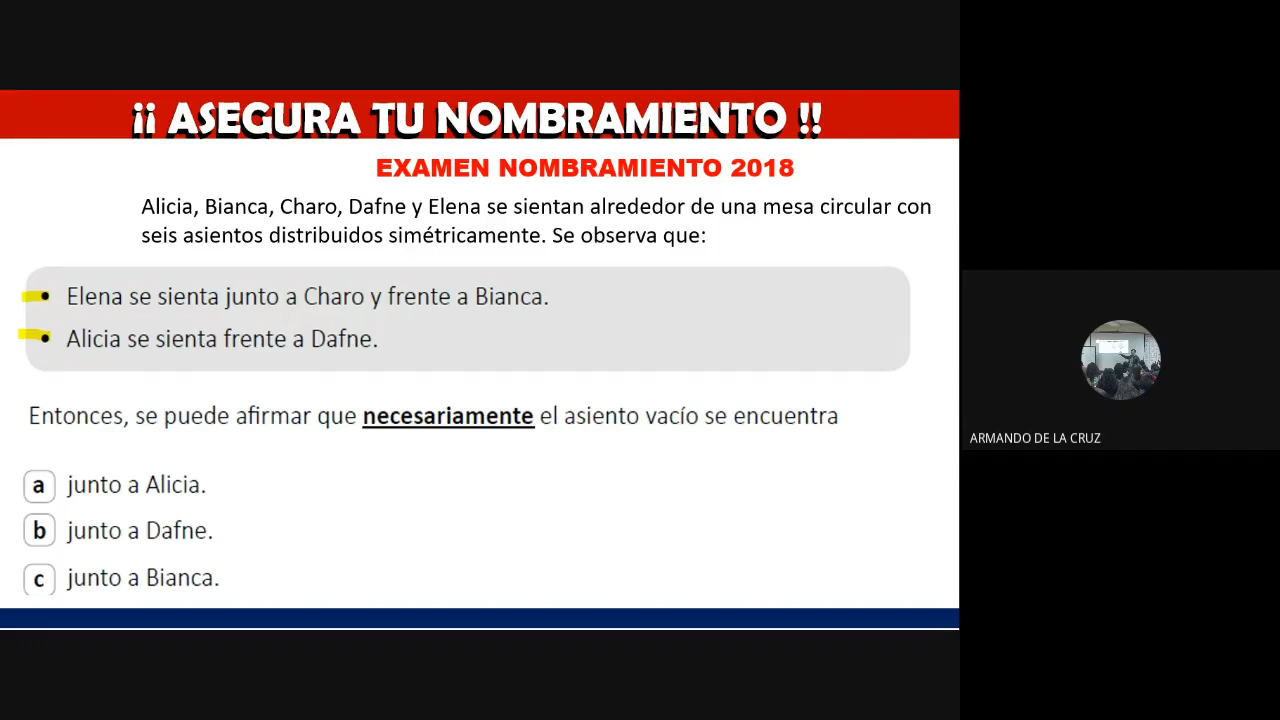 ¡¡ ASEGURA TU NOMBRAMIENTO !!
EXAMEN NOMBRAMIENTO 2018
Alicia, Bianca, Charo, Dafne y Elena se sientan alrededor de una mesa circular con
seis asientos distribuidos simétricamente. Se observa que:
• Elena se sienta junto a Charo y frente a Bianca.
• Alicia se sienta frente a Dafne.
Entonces, se puede afirmar que necesariamente el asiento vacío se encuentra
a junto a Alicia.
b junto a Dafne.
c junto a Bianca.
ARMANDO DE LA CRUZ